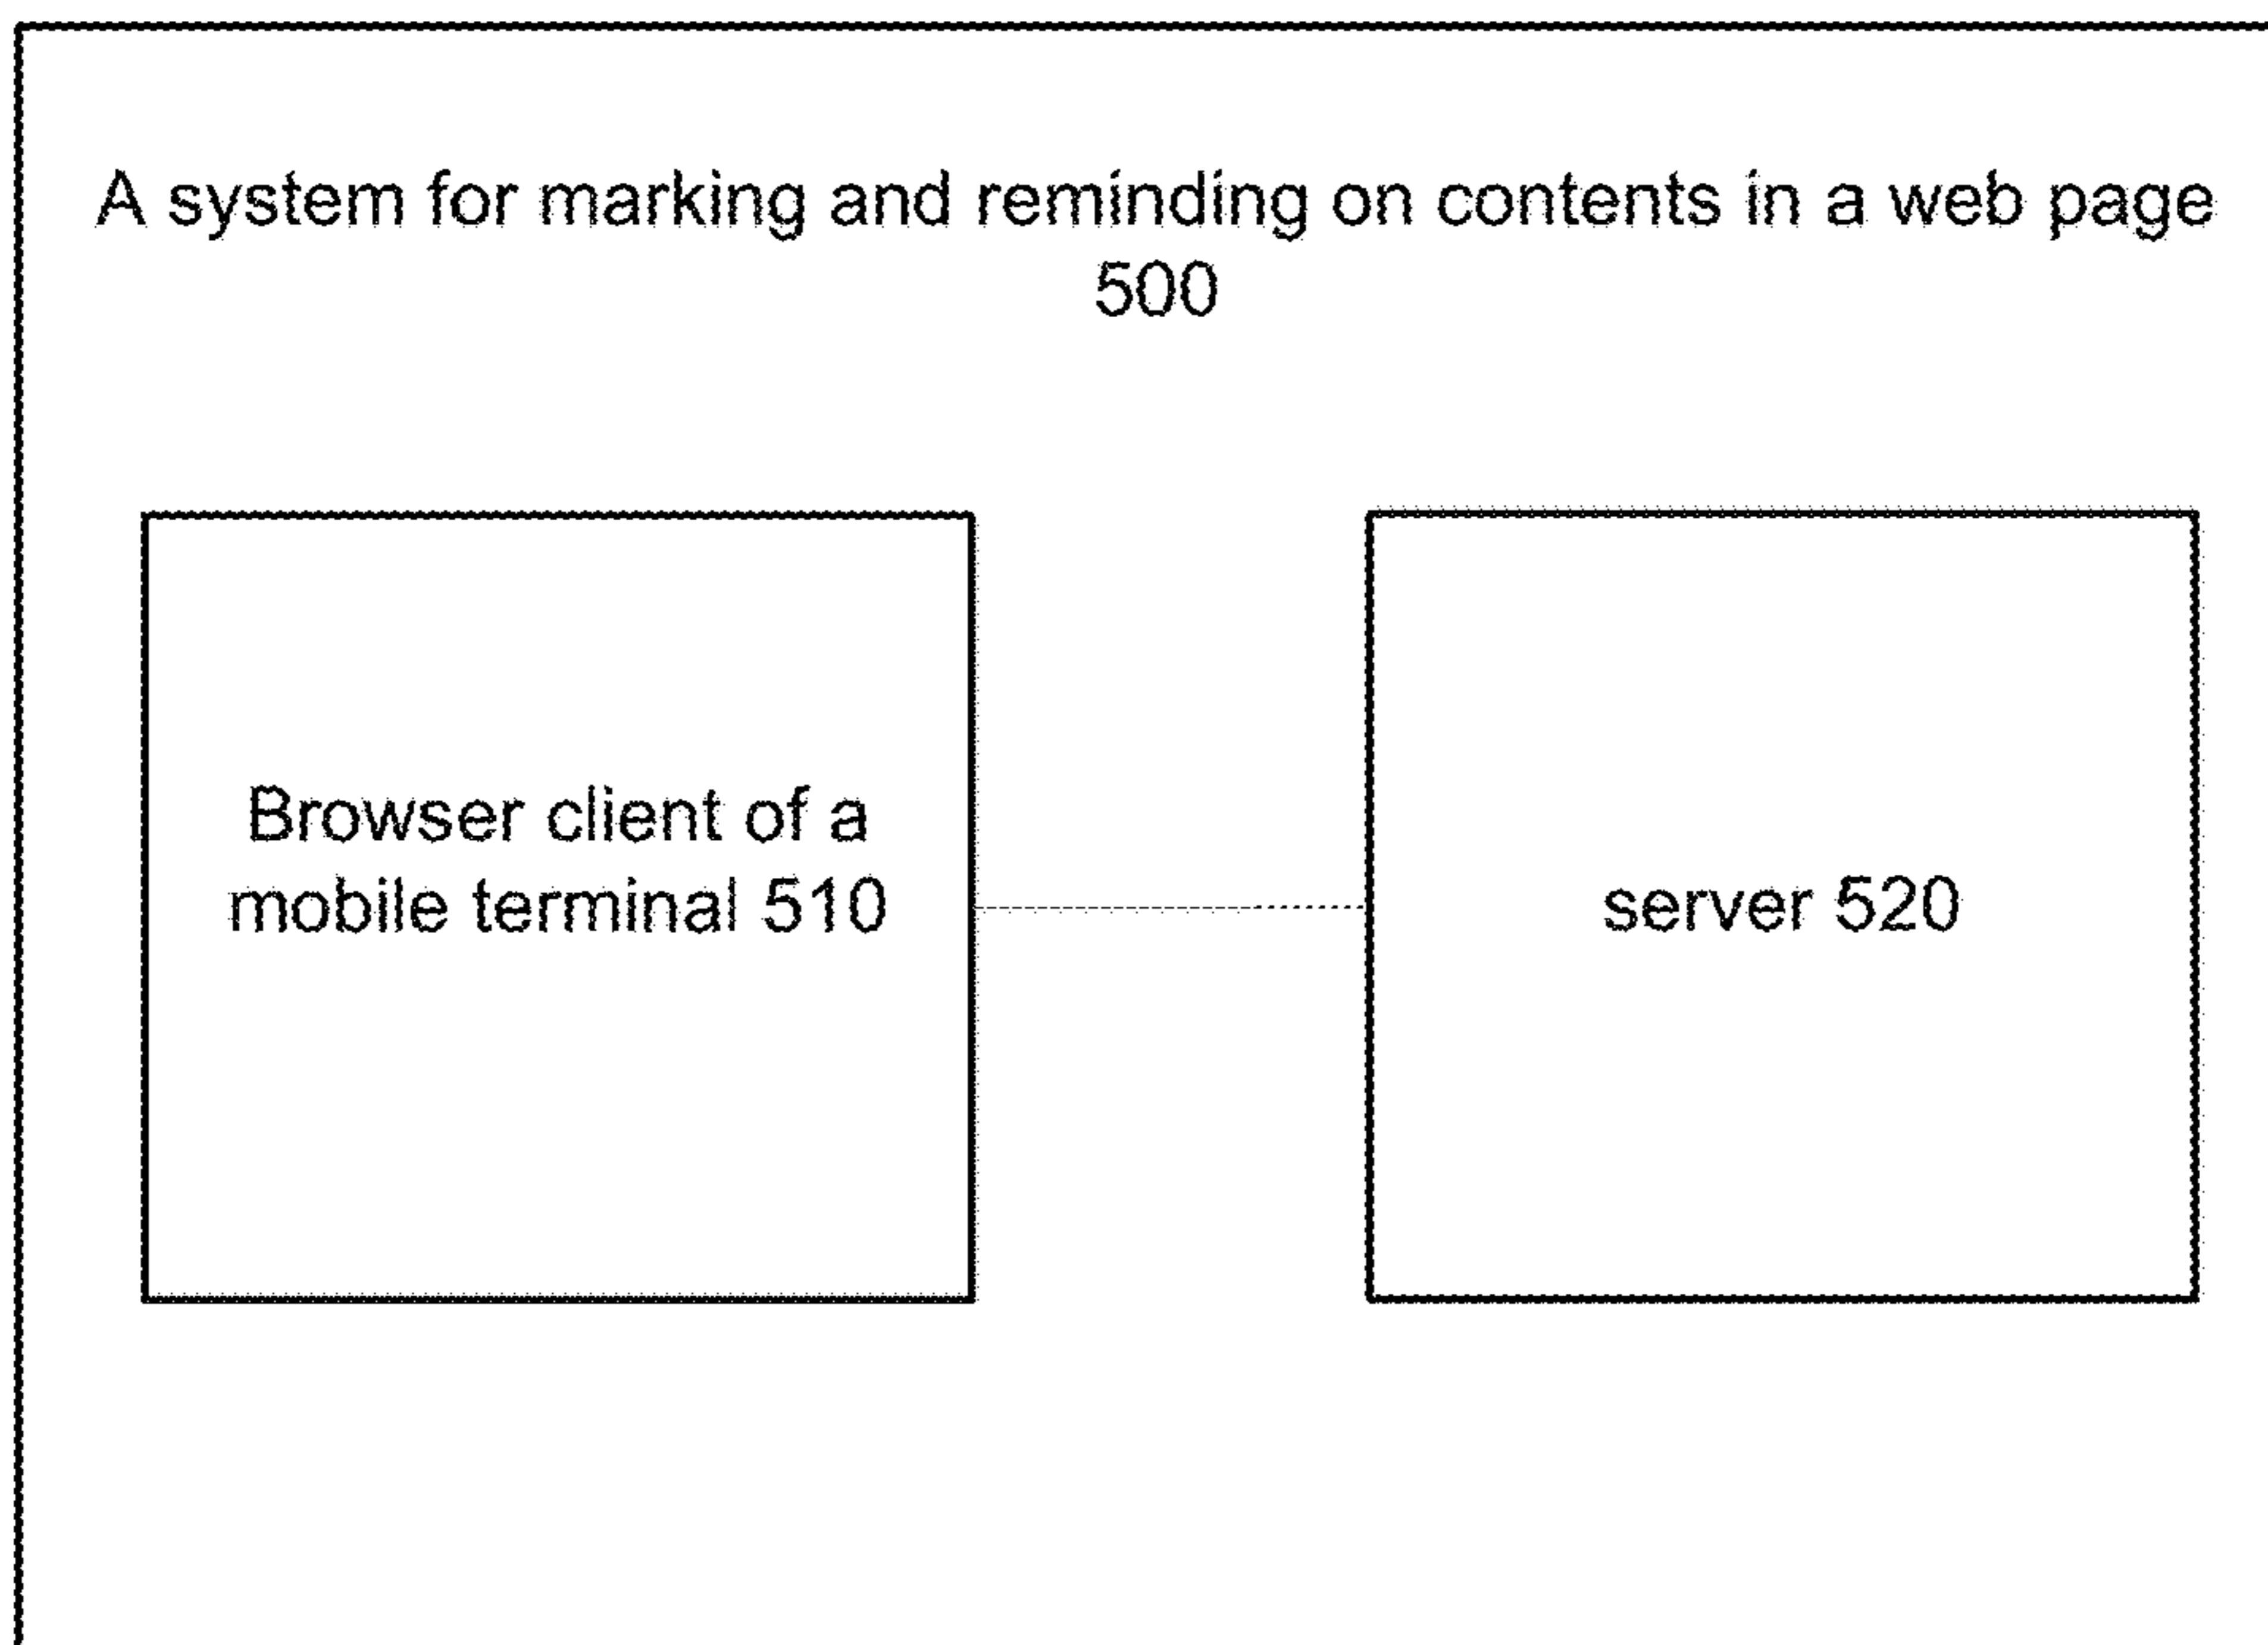 A system for marking and reminding on contents in a web page
500
Browser client of a
mobile terminal 510
server 520